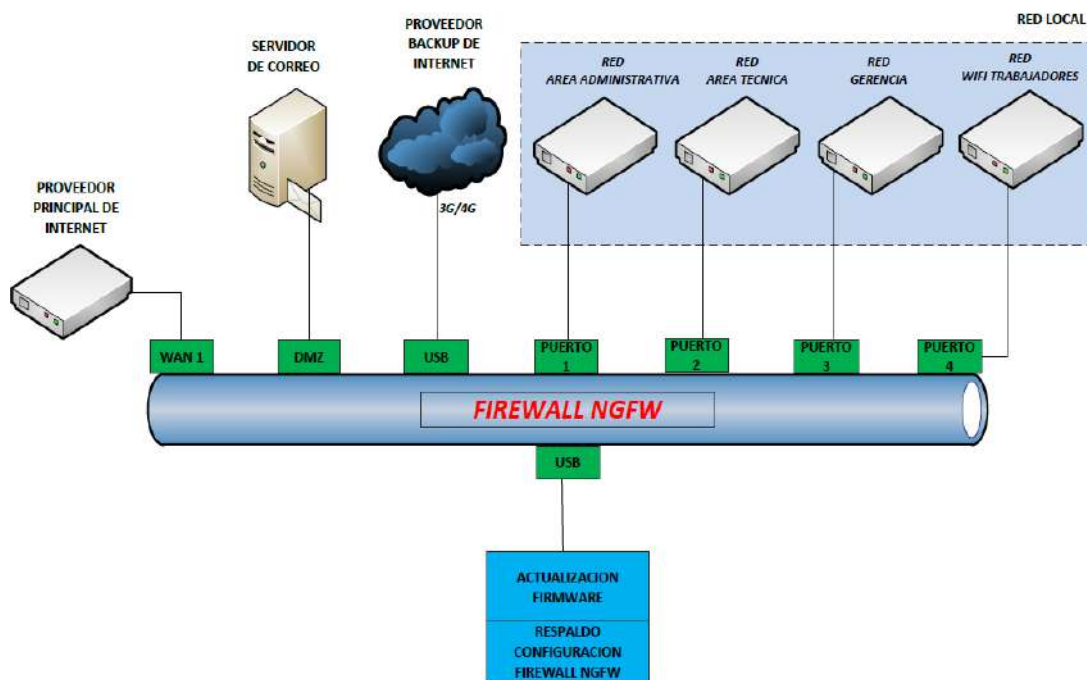 RED LOCAL
PROVEEDOR
BACKUP DE
INTERNET
SERVIDOR
DE CORREO
RED
AREA ADMINISTRATIVA
RED
AREA TECNICA
RED
GERENCIA
RED
WIFI TRABAJADORES
PROVEEDOR
PRINCIPAL DE
INTERNET
3G/4G
WAN 1
DMZ
USB
PUERTO
1
PUERTO
2
PUERTO
3
PUERTO
4
FIREWALL NGFW
USB
ACTUALIZACION
FIRMWARE
RESPALDO
CONFIGURACION
FIREWALL NGFW